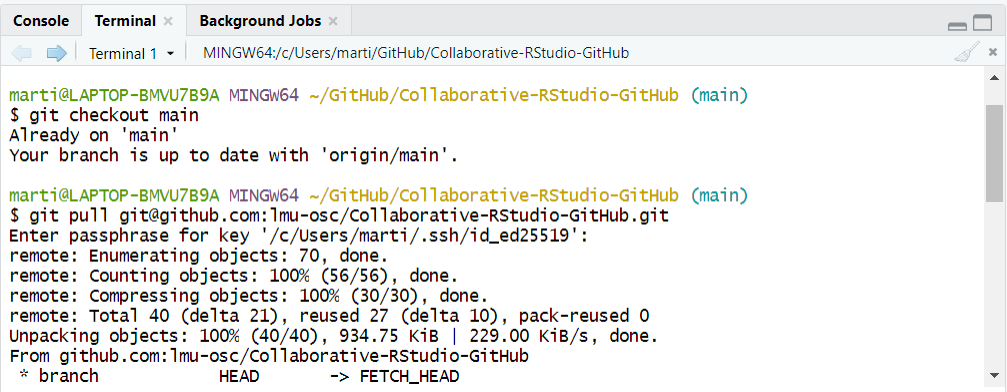 Console Terminal Background Jobs
Terminal 1 MINGW64:/c/Users/marti/GitHub/Collaborative-RStudio-GitHub
marti@LAPTOP-BMVU7B9A MINGW64 ~/GitHub/Collaborative-RStudio-GitHub (main)
$ git checkout main
Already on 'main'
Your branch is up to date with 'origin/main'.
marti@LAPTOP-BMVU7B9A MINGW64 ~/GitHub/Collaborative-RStudio-GitHub (main)
$ git pull git@github.com:lmu-osc/Collaborative-RStudio-GitHub.git
Enter passphrase for key '/c/Users/marti/.ssh/id_ed25519':
remote: Enumerating objects: 70, done.
remote: Counting objects: 100% (56/56), done.
remote: Compressing objects: 100% (30/30), done.
remote: Total 40 (delta 21), reused 27 (delta 10), pack-reused 0
Unpacking objects: 100% (40/40), 934.75 KiB | 229.00 KiB/s, done.
From github.com:lmu-osc/Collaborative-RStudio-GitHub
 * branch            HEAD       -> FETCH_HEAD